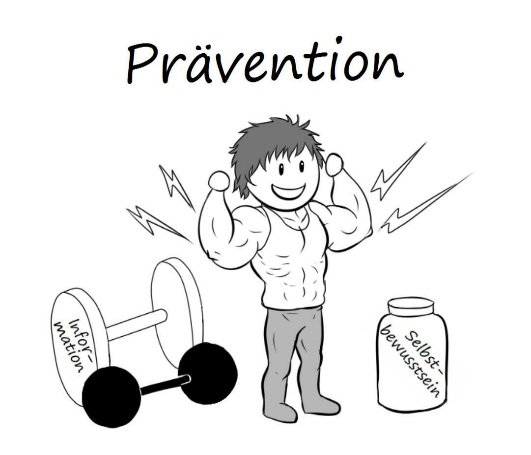 Prävention
Infor-
mation
Selbst-
bewusstsein